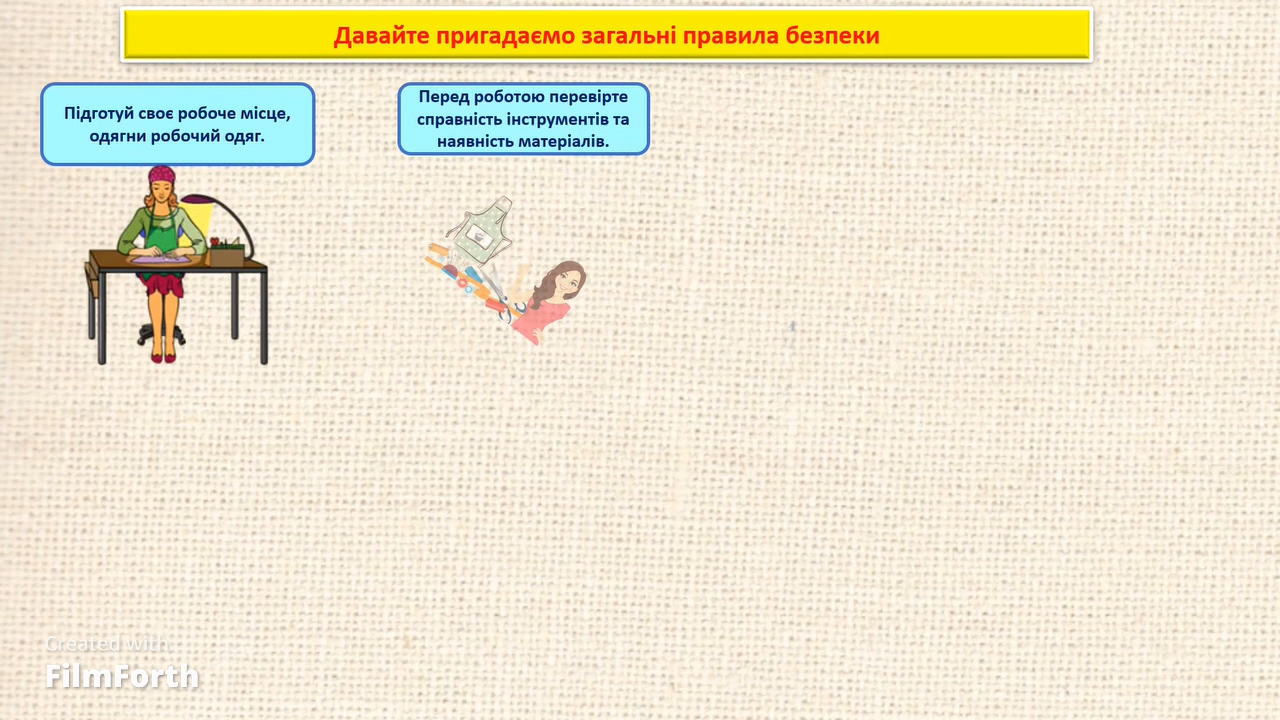 Давайте пригадаємо загальні правила безпеки
Підготуй своє робоче місце,
одягни робочий одяг.
Перед роботою перевірте
справність інструментів та
наявність матеріалів.
Created with
FilmForth